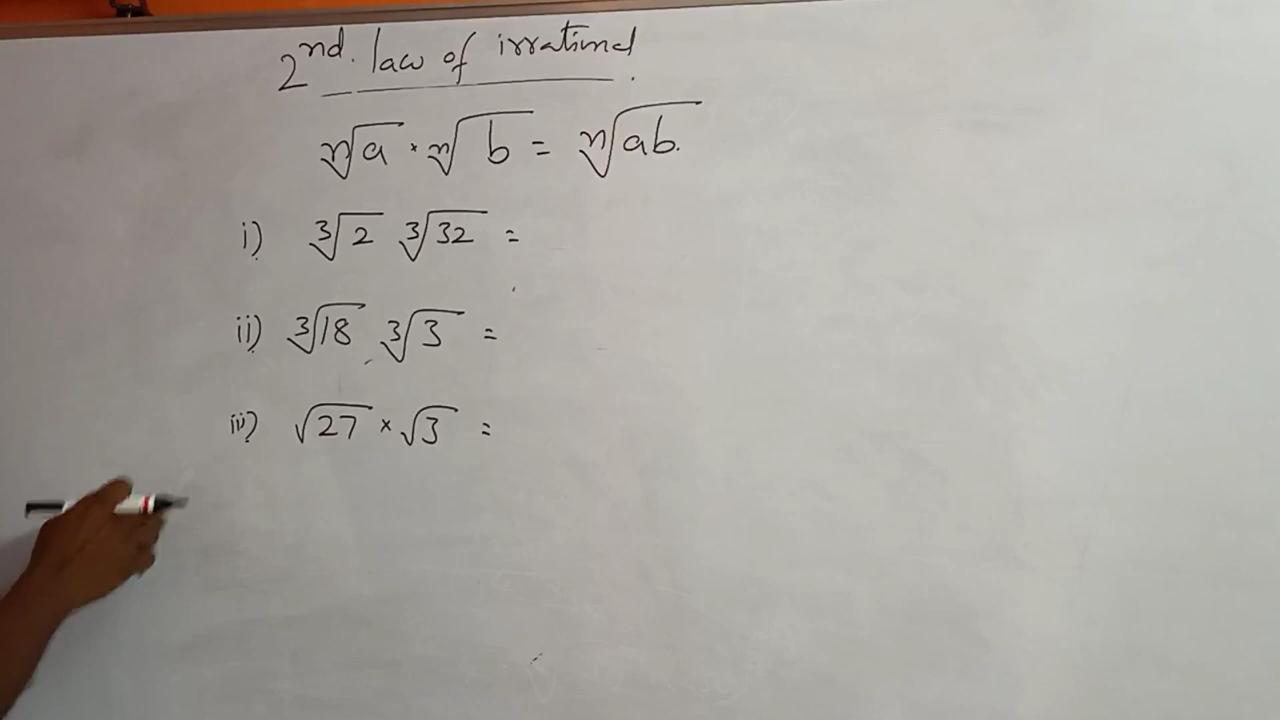 2nd. law of irrational.
ⁿ√a · ⁿ√b = ⁿ√ab.
i) ³√2 ³√32 =
ii) ³√18 ³√3 =
iii) √27 × √3 =